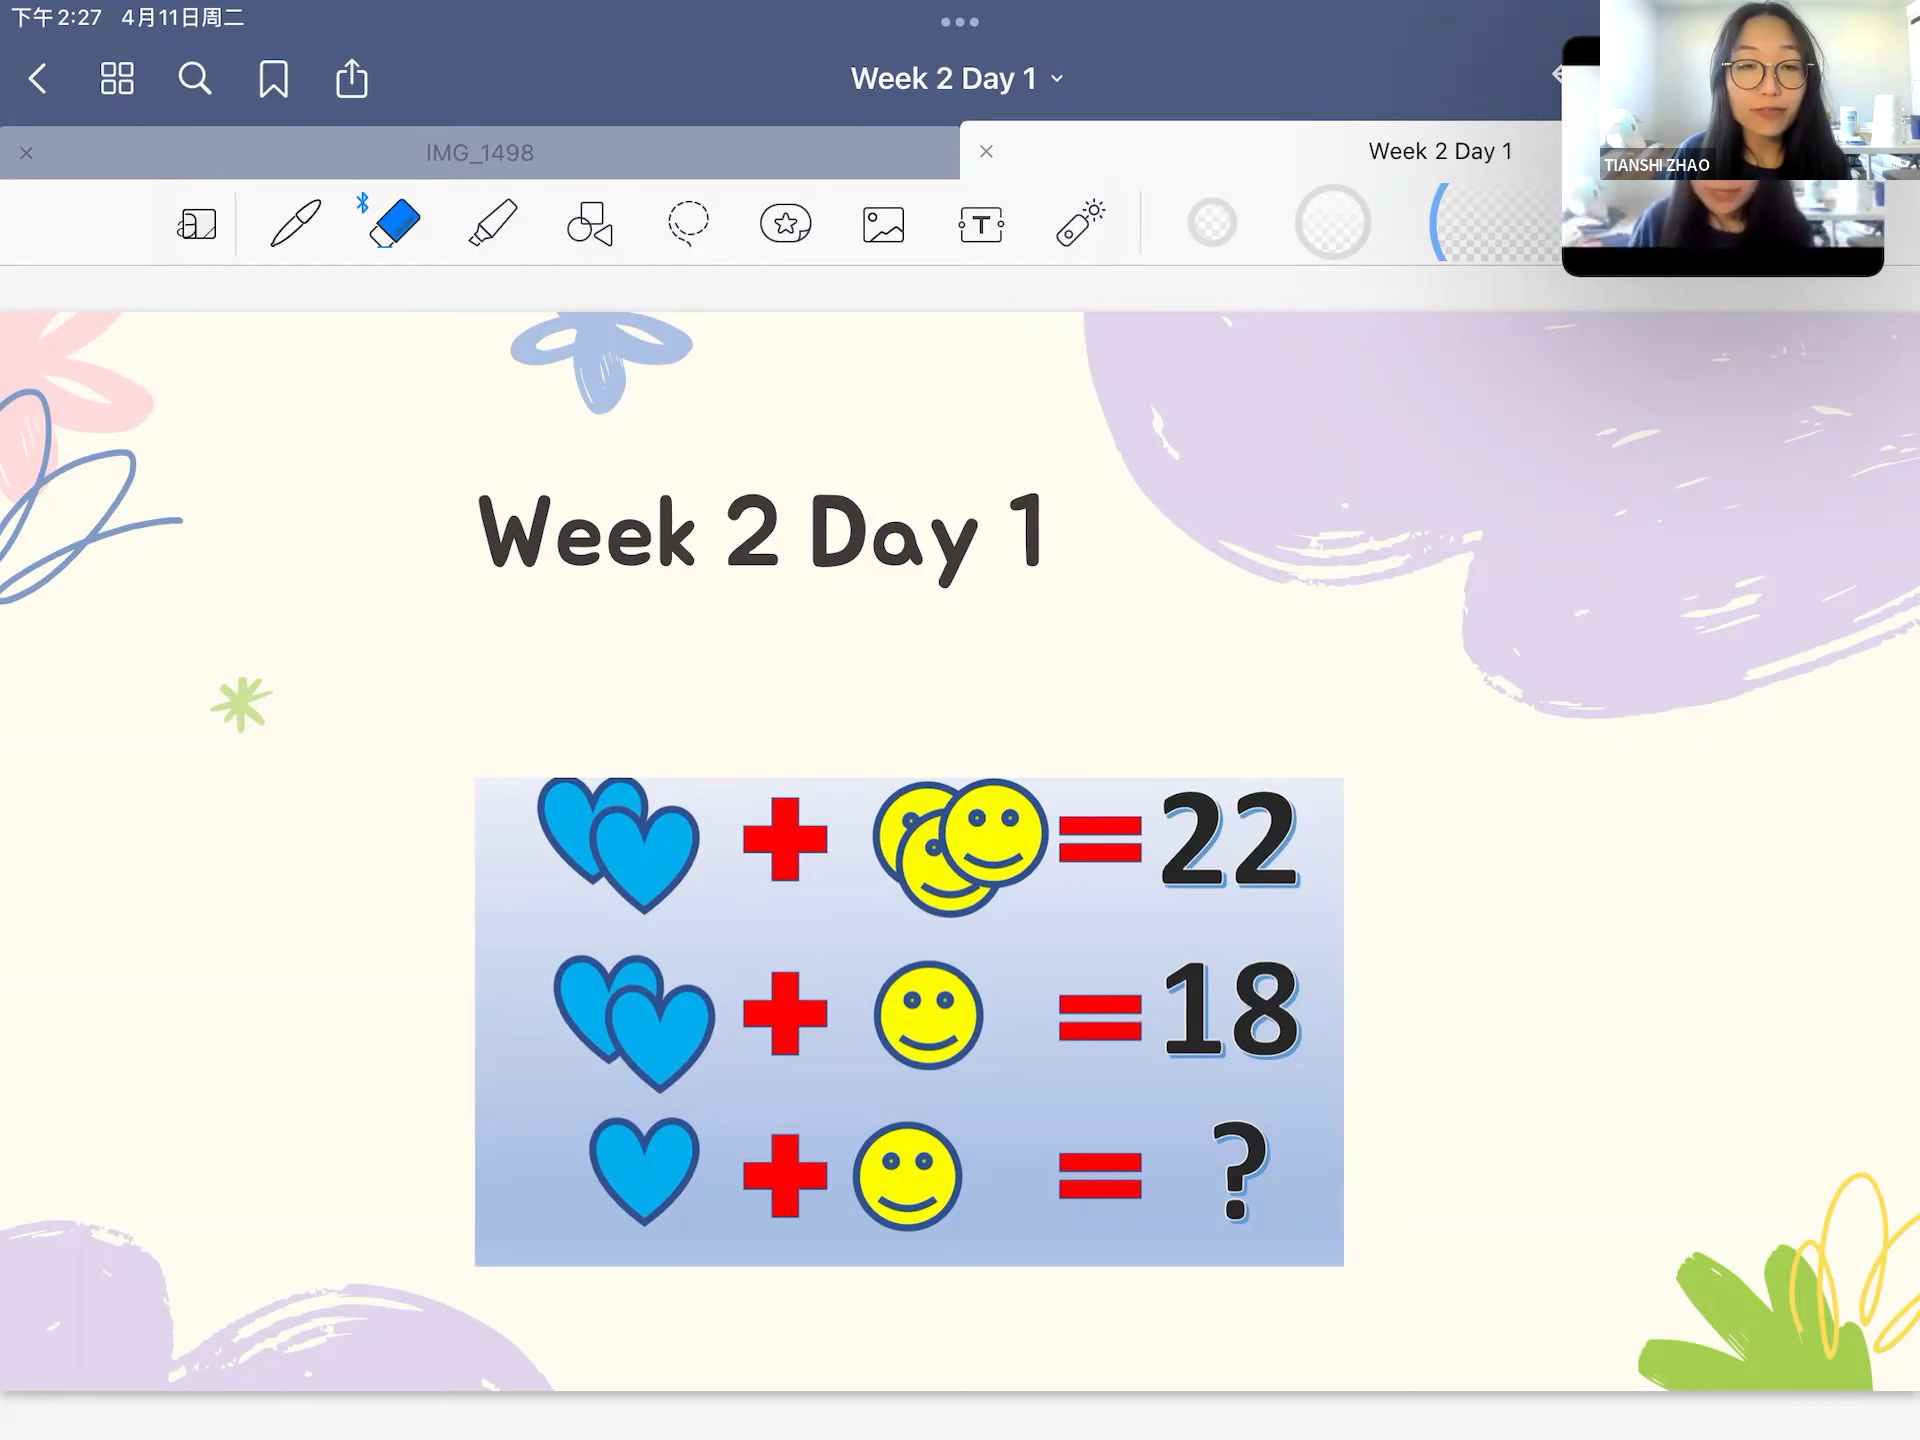 下午2:27 4月11日周二
Week 2 Day 1
IMG_1498
Week 2 Day 1
TIANSHI ZHAO
Week 2 Day 1
+ = 22
+ = 18
+ = ?